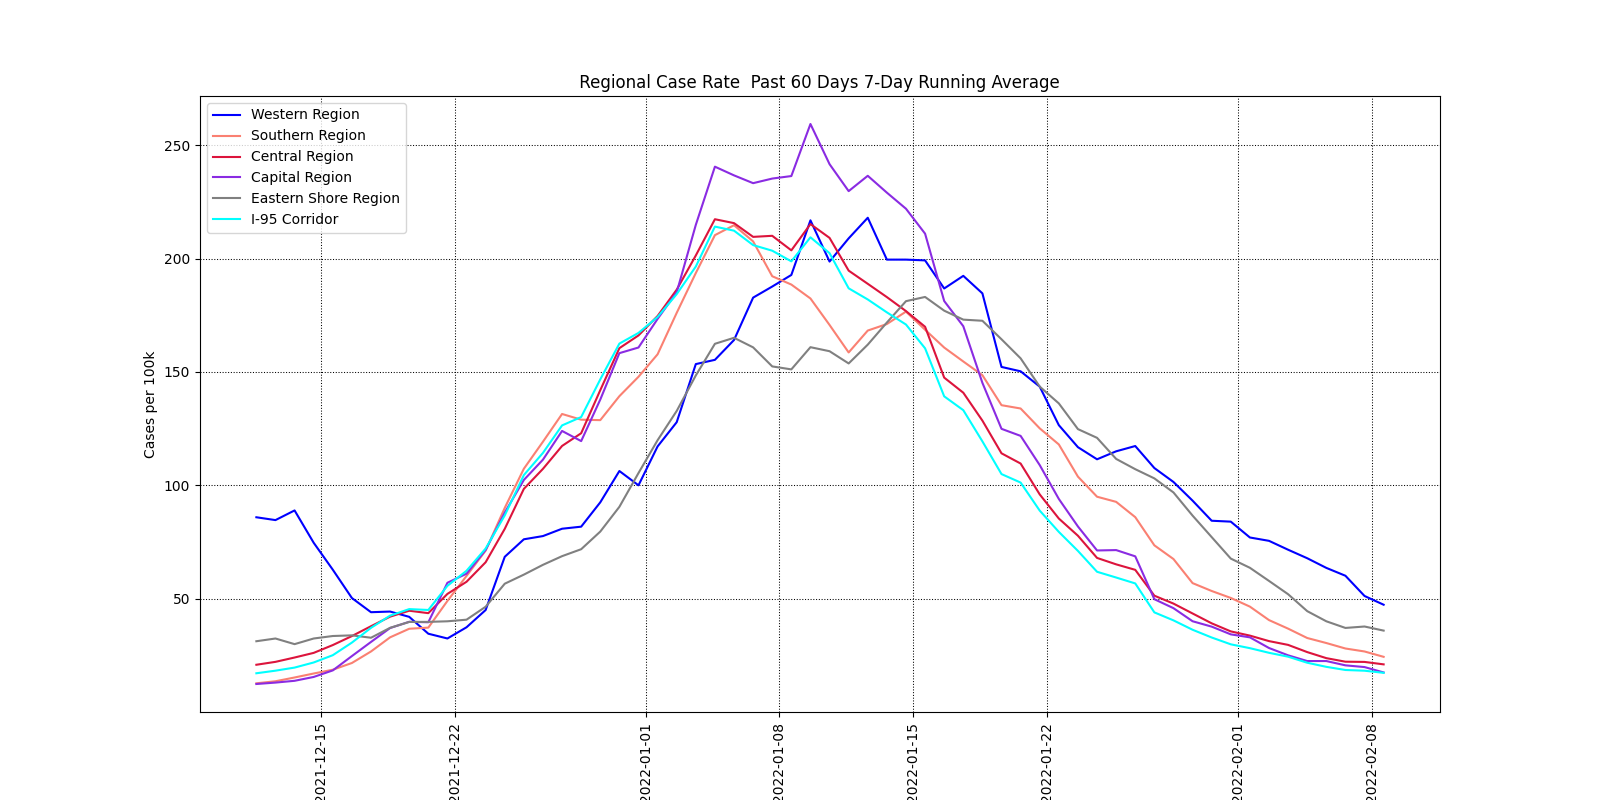 Regional Case Rate  Past 60 Days 7-Day Running Average
Western Region
Southern Region
Central Region
Capital Region
Eastern Shore Region
I-95 Corridor
Cases per 100k
250
200
150
100
50
2021-12-15
2021-12-22
2022-01-01
2022-01-08
2022-01-15
2022-01-22
2022-02-01
2022-02-08